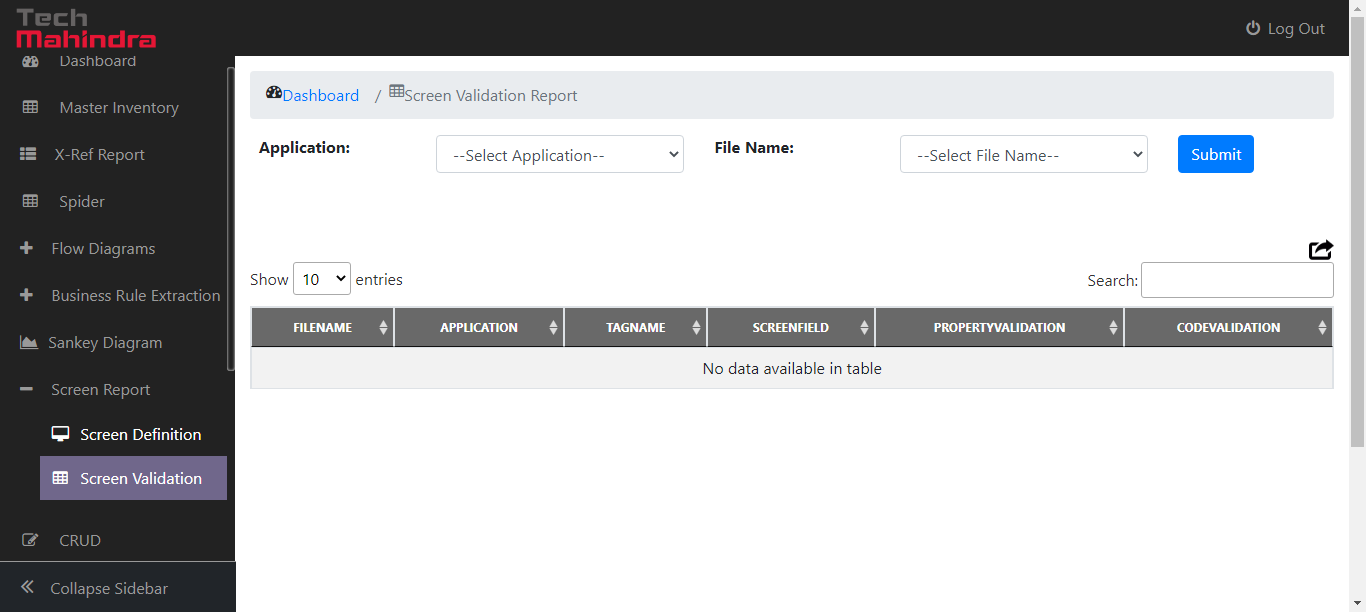 Tech
Mahindra
Log Out
Dashboard
Master Inventory
X-Ref Report
Spider
Flow Diagrams
Business Rule Extraction
Sankey Diagram
Screen Report
Screen Definition
Screen Validation
CRUD
Collapse Sidebar
Dashboard / Screen Validation Report
Application: --Select Application-- File Name: --Select File Name-- Submit
Show 10 entries Search:
FILENAME APPLICATION TAGNAME SCREENFIELD PROPERTYVALIDATION CODEVALIDATION
No data available in table